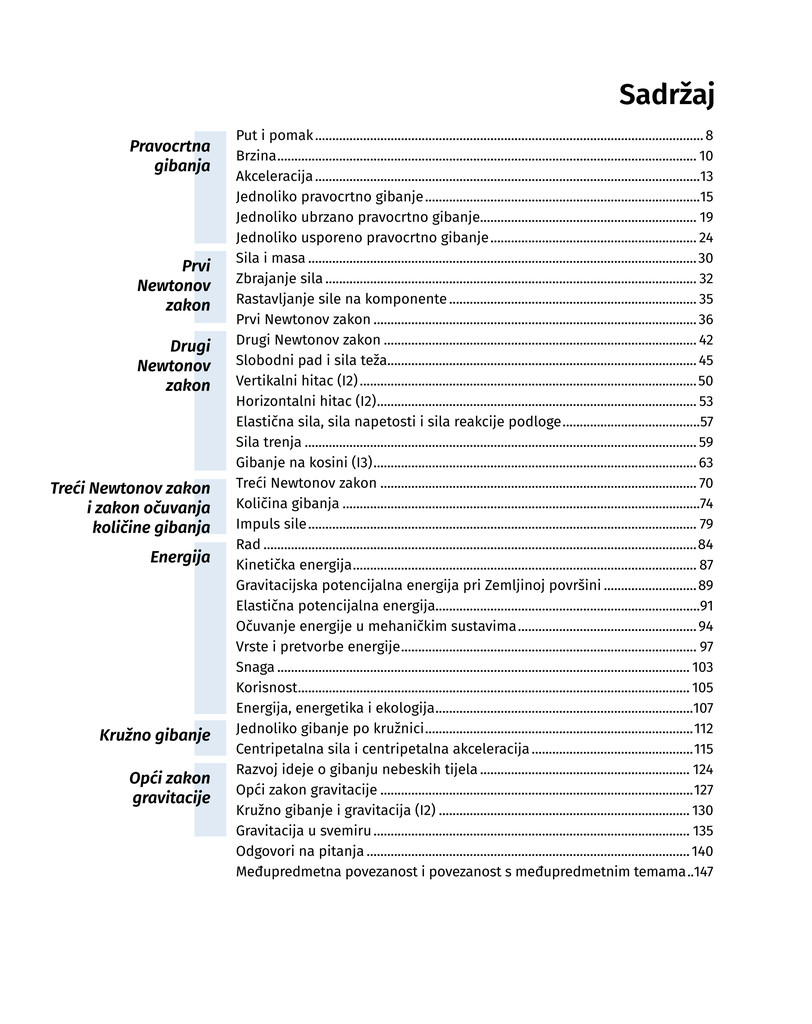 Sadržaj
Pravocrtna
gibanja
Put i pomak 8
Brzina 10
Akceleracija 13
Jednoliko pravocrtno gibanje 15
Jednoliko ubrzano pravocrtno gibanje 19
Jednoliko usporeno pravocrtno gibanje 24
Prvi
Newtonov
zakon
Sila i masa 30
Zbrajanje sila 32
Rastavljanje sile na komponente 35
Prvi Newtonov zakon 36
Drugi
Newtonov
zakon
Drugi Newtonov zakon 42
Slobodni pad i sila teža 45
Vertikalni hitac (I2) 50
Horizontalni hitac (I2) 53
Elastična sila, sila napetosti i sila reakcije podloge 57
Sila trenja 59
Gibanje na kosini (I3) 63
Treći Newtonov zakon
i zakon očuvanja
količine gibanja
Treći Newtonov zakon 70
Količina gibanja 74
Impuls sile 79
Energija
Rad 84
Kinetička energija 87
Gravitacijska potencijalna energija pri Zemljinoj površini 89
Elastična potencijalna energija 91
Očuvanje energije u mehaničkim sustavima 94
Vrste i pretvorbe energije 97
Snaga 103
Korisnost 105
Energija, energetika i ekologija 107
Kružno gibanje
Jednoliko gibanje po kružnici 112
Centripetalna sila i centripetalna akceleracija 115
Opći zakon
gravitacije
Razvoj ideje o gibanju nebeskih tijela 124
Opći zakon gravitacije 127
Kružno gibanje i gravitacija (I2) 130
Gravitacija u svemiru 135
Odgovori na pitanja 140
Međupredmetna povezanost i povezanost s međupredmetnim temama 147